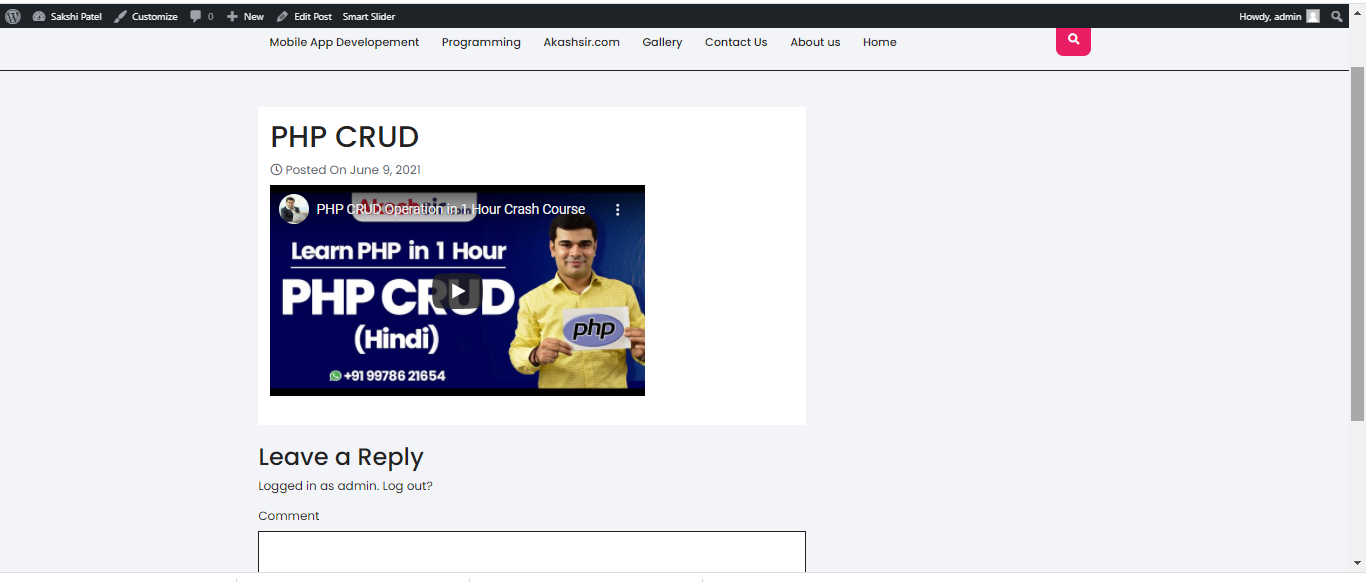 Sakshi Patel Customize 0 New Edit Post Smart Slider Howdy, admin
Mobile App Developement Programming Akashsir.com Gallery Contact Us About us Home
PHP CRUD
Posted On June 9, 2021
PHP CRUD Operation in 1 Hour Crash Course
Learn PHP in 1 Hour
PHP CRUD
(Hindi)
php
+91 99786 21654
Leave a Reply
Logged in as admin. Log out?
Comment